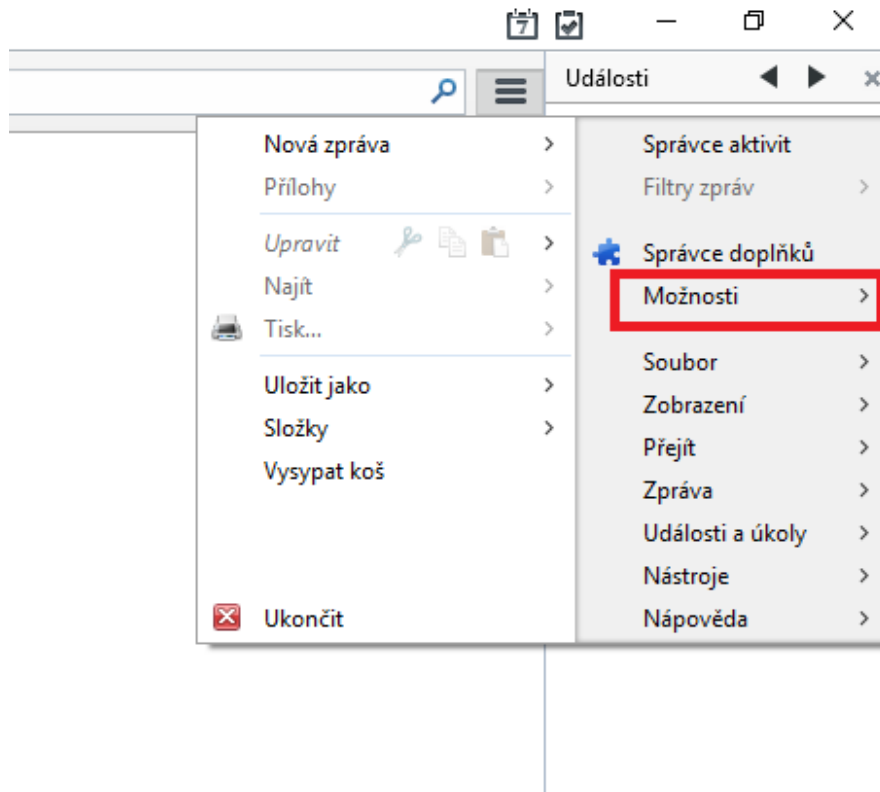 7
Události
Nová zpráva
Přílohy
Upravit
Najít
Tisk...
Uložit jako
Složky
Vysypat koš
Ukončit
Správce aktivit
Filtry zpráv
Správce doplňků
Možnosti
Soubor
Zobrazení
Přejít
Zpráva
Události a úkoly
Nástroje
Nápověda